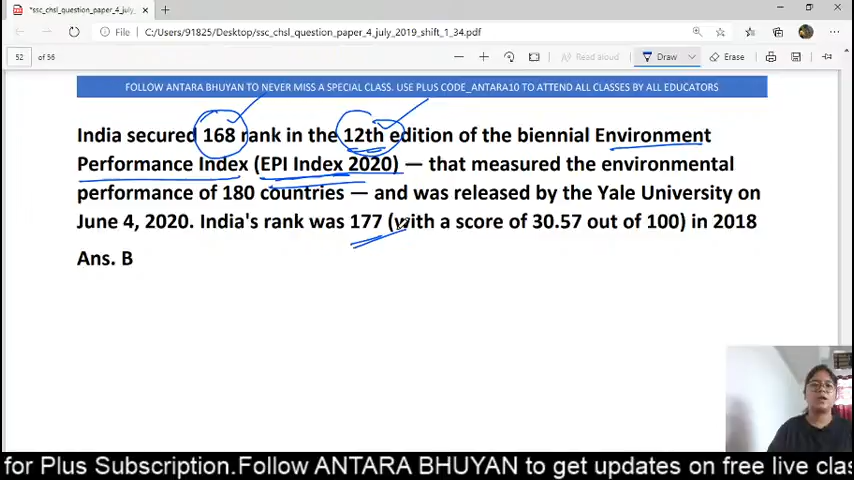 *ssc_chsl_question_paper_4_july_2
File
C:/Users/91825/Desktop/ssc_chsl_question_paper_4_july_2019_shift_1_34.pdf
52 of 56
Read aloud
Draw
Erase
FOLLOW ANTARA BHUYAN TO NEVER MISS A SPECIAL CLASS. USE PLUS CODE_ANTARA10 TO ATTEND ALL CLASSES BY ALL EDUCATORS
India secured 168 rank in the 12th edition of the biennial Environment
Performance Index (EPI Index 2020) — that measured the environmental
performance of 180 countries — and was released by the Yale University on
June 4, 2020. India's rank was 177 (with a score of 30.57 out of 100) in 2018
Ans. B
for Plus Subscription.Follow ANTARA BHUYAN to get updates on free live clas